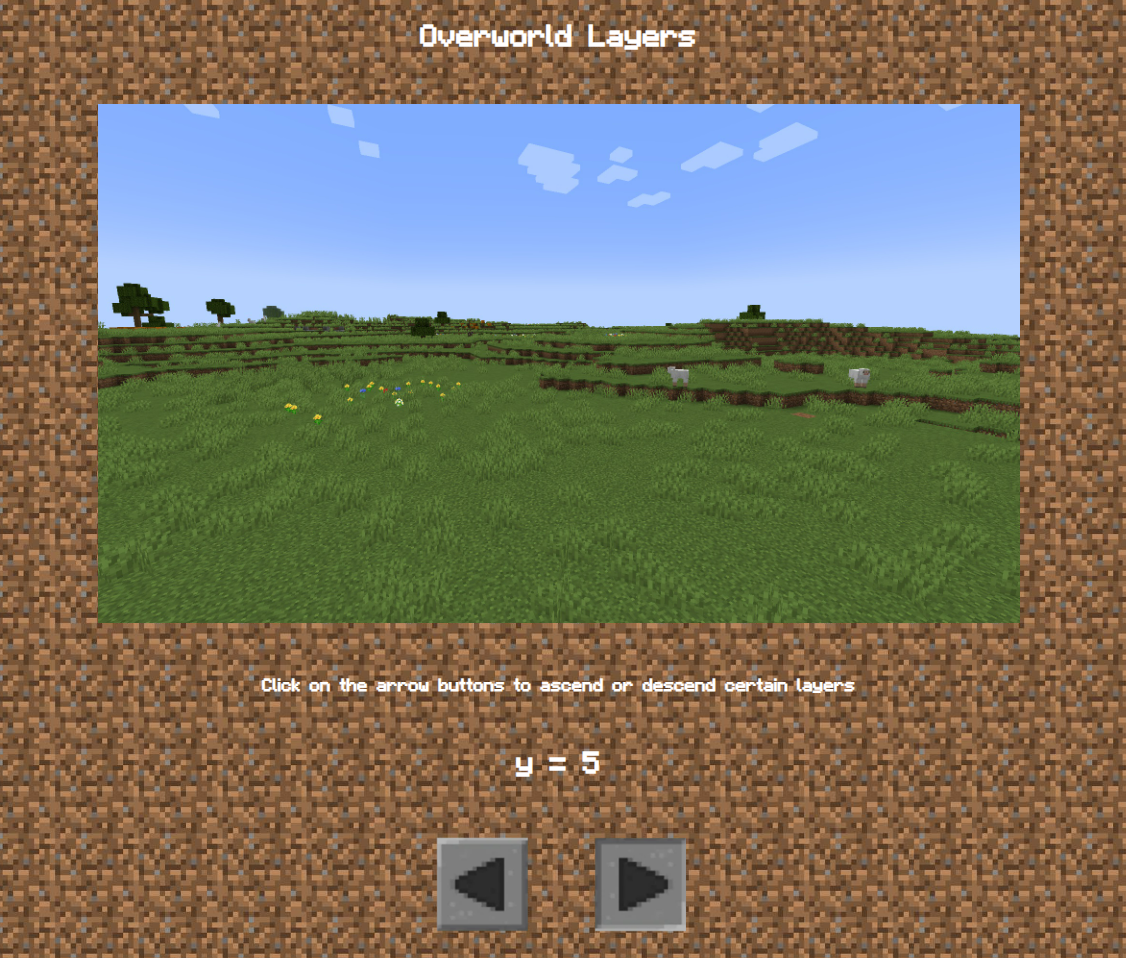 Overworld Layers
Click on the arrow buttons to ascend or descend certain layers
y = 5